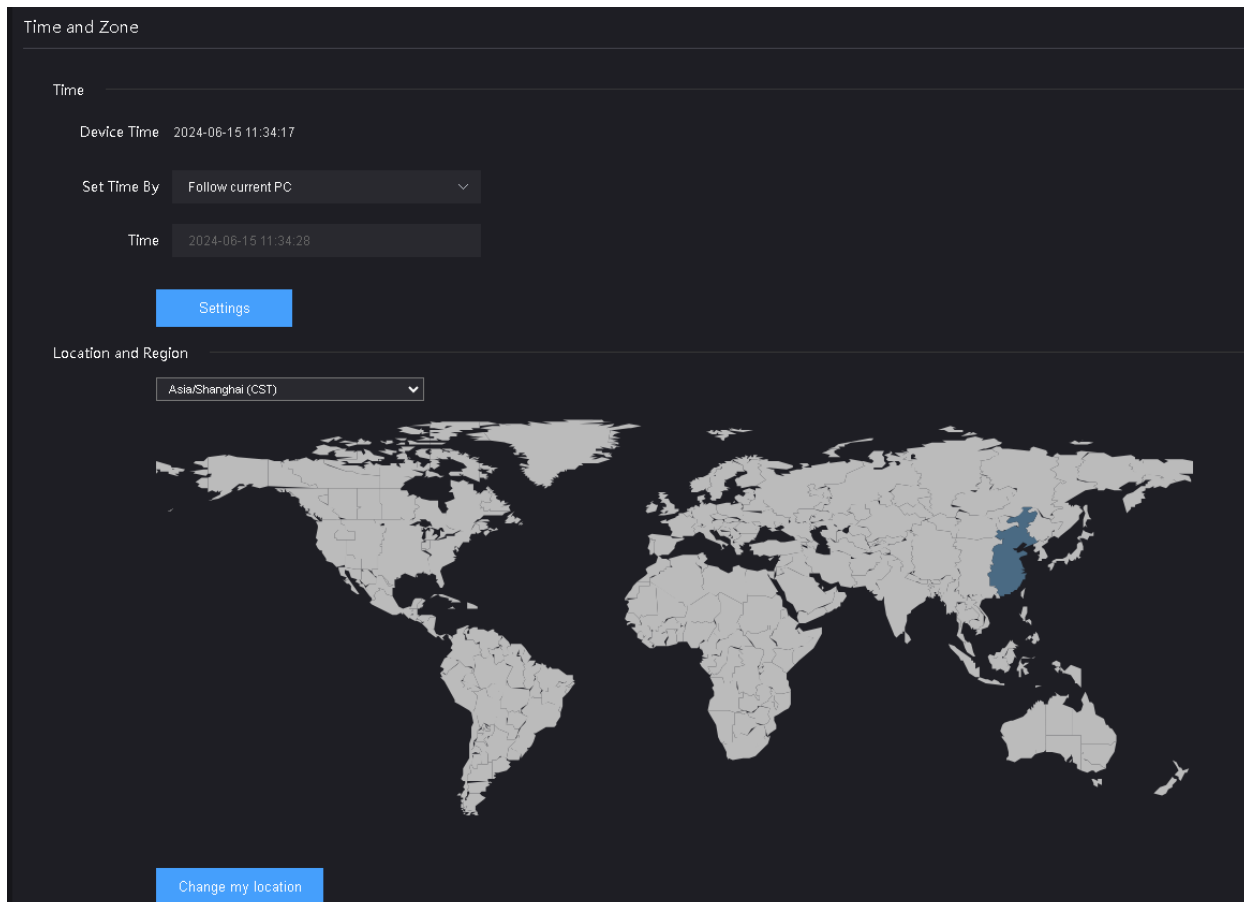 Time and Zone
Time
Device Time 2024-06-15 11:34:17
Set Time By Follow current PC
Time 2024-06-15 11:34:28
Settings
Location and Region
Asia/Shanghai (CST)
Change my location